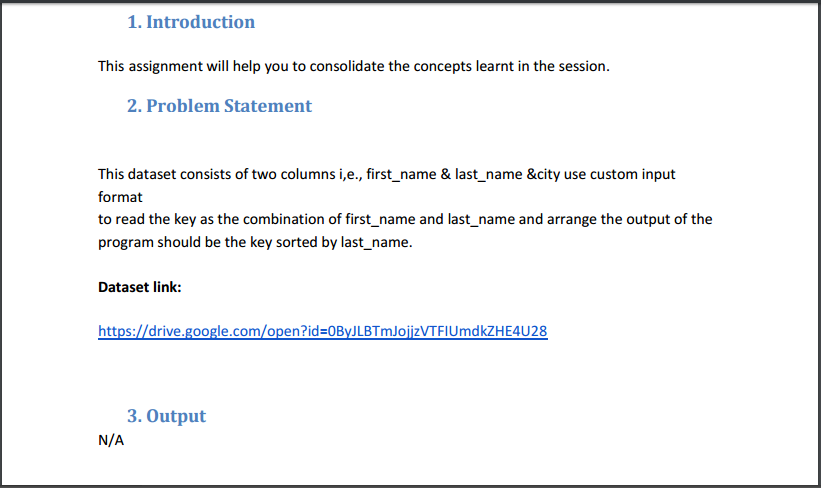 1. Introduction
This assignment will help you to consolidate the concepts learnt in the session.
2. Problem Statement
This dataset consists of two columns i,e., first_name & last_name &city use custom input
format
to read the key as the combination of first_name and last_name and arrange the output of the
program should be the key sorted by last_name.
Dataset link:
https://drive.google.com/open?id=0ByJLBTmJojjzVTFIUmdkZHE4U28
3. Output
N/A